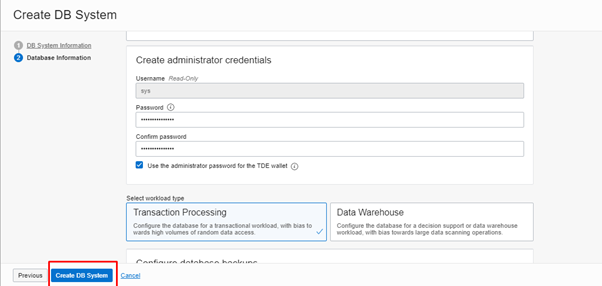 Create DB System
1 DB System Information
2 Database Information
Create administrator credentials
Username Read-Only
sys
Password
•••••••••••••••
Confirm password
•••••••••••••••
Use the administrator password for the TDE wallet
Select workload type
Transaction Processing
Configure the database for a transactional workload, with bias to
wards high volumes of random data access.
Data Warehouse
Configure the database for a decision support or data warehouse
workload, with bias towards large data scanning operations.
Configure database backups
Previous
Create DB System
Cancel